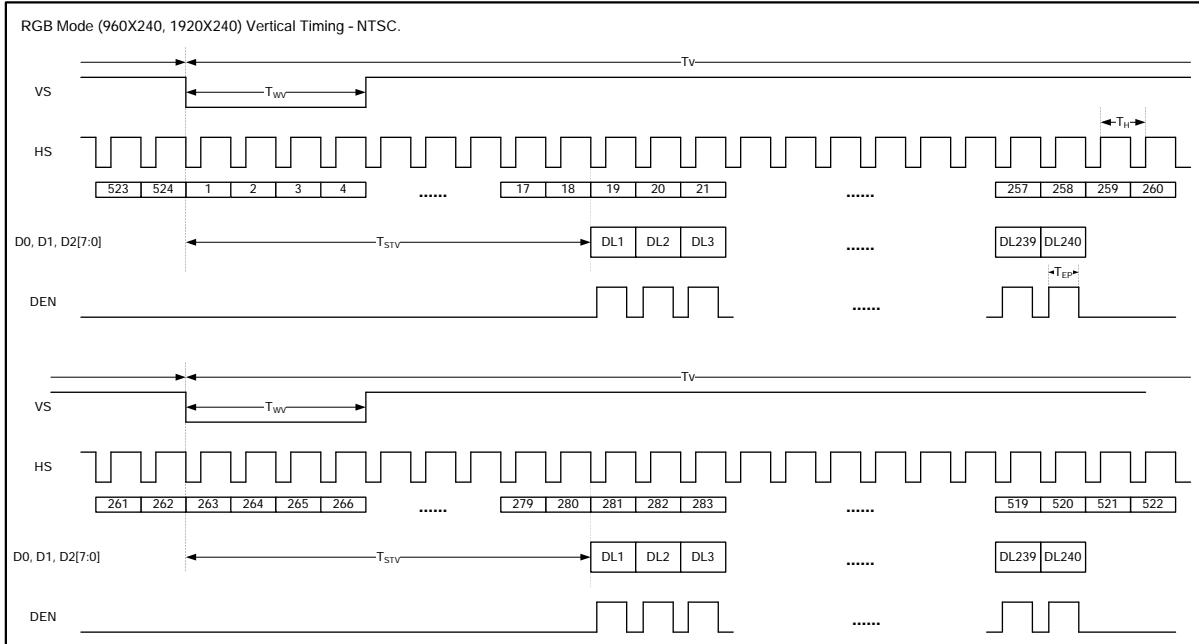 RGB Mode (960X240, 1920X240) Vertical Timing - NTSC.
Tv
VS
TWV
HS
TH
523 524 1 2 3 4 ...... 17 18 19 20 21 ...... 257 258 259 260
D0, D1, D2[7:0]
TSTV
DL1 DL2 DL3 ...... DL239 DL240
TEP
DEN
......
Tv
VS
TWV
HS
261 262 263 264 265 266 ...... 279 280 281 282 283 ...... 519 520 521 522
D0, D1, D2[7:0]
TSTV
DL1 DL2 DL3 ...... DL239 DL240
DEN
......